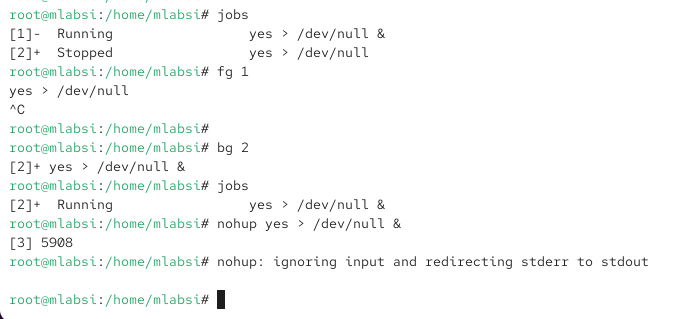 root@mlabsi:/home/mlabsi# jobs
[1]-  Running                 yes > /dev/null &
[2]+  Stopped                 yes > /dev/null
root@mlabsi:/home/mlabsi# fg 1
yes > /dev/null
^C
root@mlabsi:/home/mlabsi#
root@mlabsi:/home/mlabsi# bg 2
[2]+ yes > /dev/null &
root@mlabsi:/home/mlabsi# jobs
[2]+  Running                 yes > /dev/null &
root@mlabsi:/home/mlabsi# nohup yes > /dev/null &
[3] 5908
root@mlabsi:/home/mlabsi# nohup: ignoring input and redirecting stderr to stdout
root@mlabsi:/home/mlabsi#